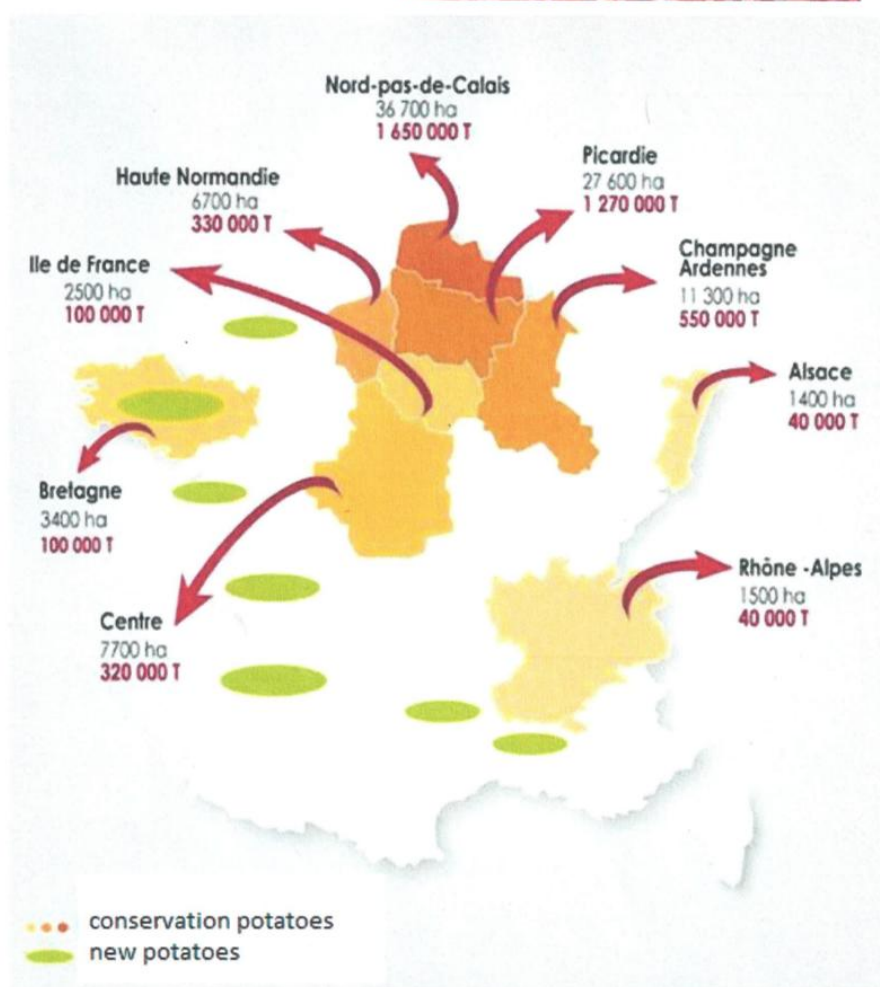 Nord-pas-de-Calais
36 700 ha
1 650 000 T
Picardie
27 600 ha
1 270 000 T
Haute Normandie
6700 ha
330 000 T
Champagne
Ardennes
11 300 ha
550 000 T
Ile de France
2500 ha
100 000 T
Alsace
1400 ha
40 000 T
Bretagne
3400 ha
100 000 T
Rhône -Alpes
1500 ha
40 000 T
Centre
7700 ha
320 000 T
conservation potatoes
new potatoes